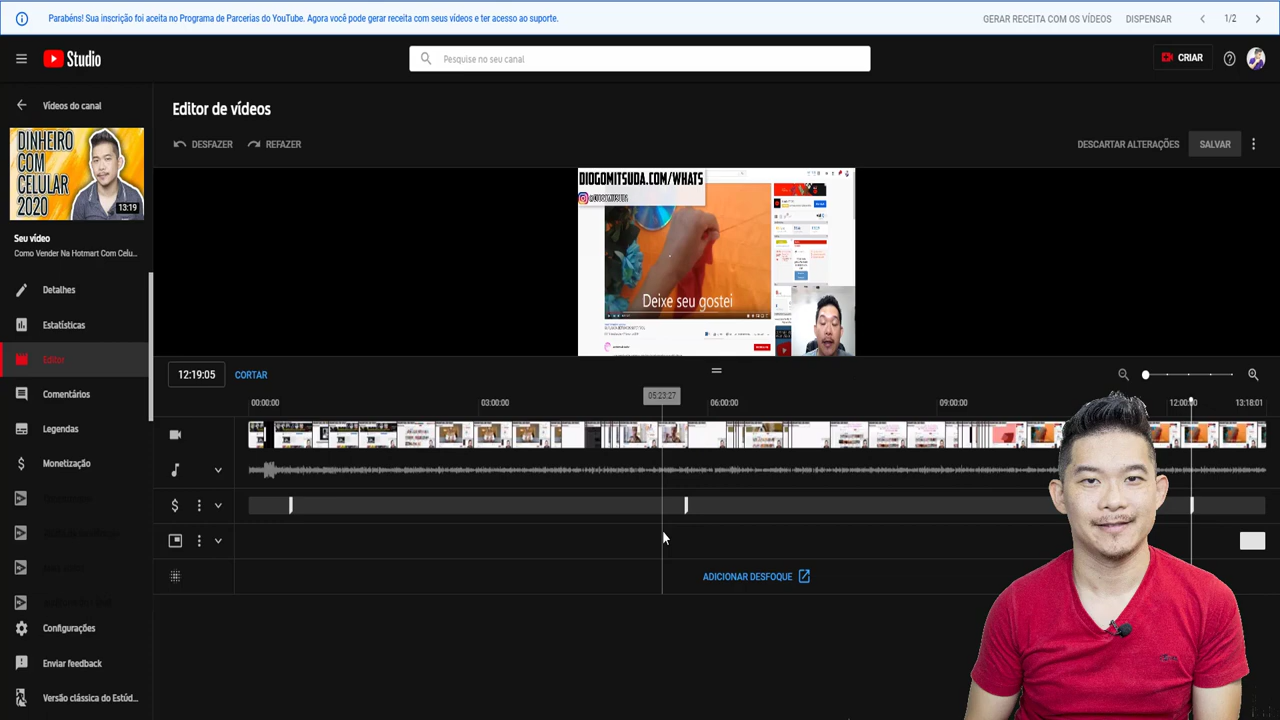 Parabéns! Sua inscrição foi aceita no Programa de Parcerias do YouTube. Agora você pode gerar receita com seus vídeos e ter acesso ao suporte.
GERAR RECEITA COM OS VÍDEOS
DISPENSAR
1/2
Studio
Pesquise no seu canal
CRIAR
Vídeos do canal
DINHEIRO
COM
CELULAR
2020
13:19
Seu vídeo
Como Vender Na Hotmart Com Celu...
Detalhes
Estatísticas
Editor
Comentários
Legendas
Monetização
Configurações
Enviar feedback
Versão clássica do Estúd...
Editor de vídeos
DESFAZER
REFAZER
DESCARTAR ALTERAÇÕES
SALVAR
DIOGOMITSUDA.COM/WHATS
Deixe seu gostei
12:19:05
CORTAR
05:23:27
00:00:00
03:00:00
06:00:00
09:00:00
12:00:00
13:18:01
ADICIONAR DESFOQUE